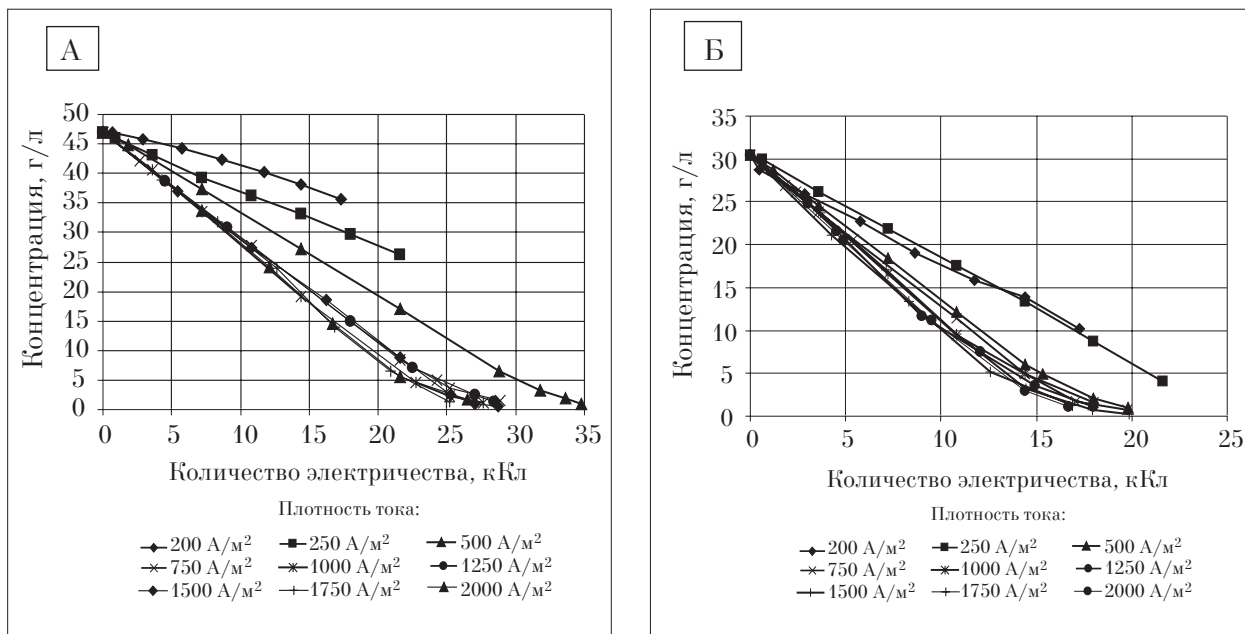 А
Концентрация, г/л
50
45
40
35
30
25
20
15
10
5
0
0 5 10 15 20 25 30 35
Количество электричества, кКл
Плотность тока:
200 А/м² 250 А/м² 500 А/м²
750 А/м² 1000 А/м² 1250 А/м²
1500 А/м² 1750 А/м² 2000 А/м²
Б
Концентрация, г/л
35
30
25
20
15
10
5
0
0 5 10 15 20 25
Количество электричества, кКл
Плотность тока:
200 А/м² 250 А/м² 500 А/м²
750 А/м² 1000 А/м² 1250 А/м²
1500 А/м² 1750 А/м² 2000 А/м²